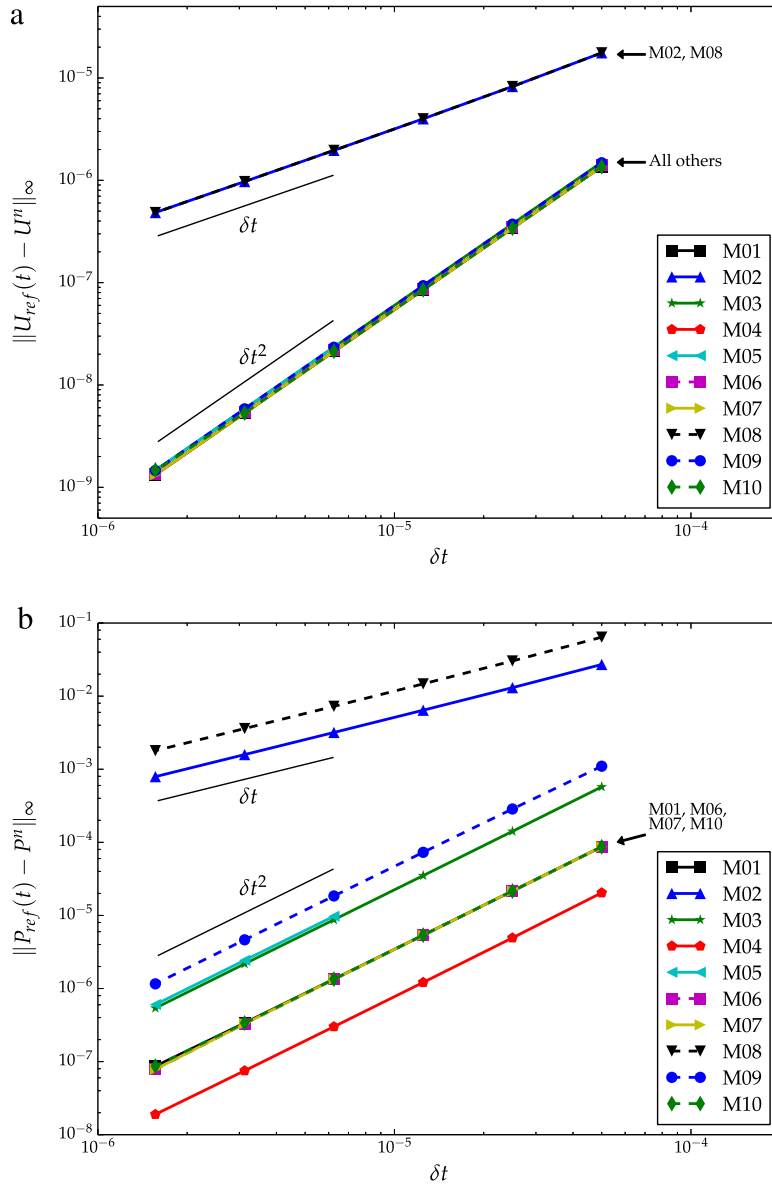 a
10⁻⁵
10⁻⁶
10⁻⁷
10⁻⁸
10⁻⁹
||U_ref(t) − Uⁿ||_∞
M02, M08
All others
δt
δt²
M01
M02
M03
M04
M05
M06
M07
M08
M09
M10
10⁻⁶ 10⁻⁵ 10⁻⁴
δt
b
10⁻¹
10⁻²
10⁻³
10⁻⁴
10⁻⁵
10⁻⁶
10⁻⁷
10⁻⁸
||P_ref(t) − Pⁿ||_∞
δt
M01, M06,
M07, M10
δt²
M01
M02
M03
M04
M05
M06
M07
M08
M09
M10
10⁻⁶ 10⁻⁵ 10⁻⁴
δt